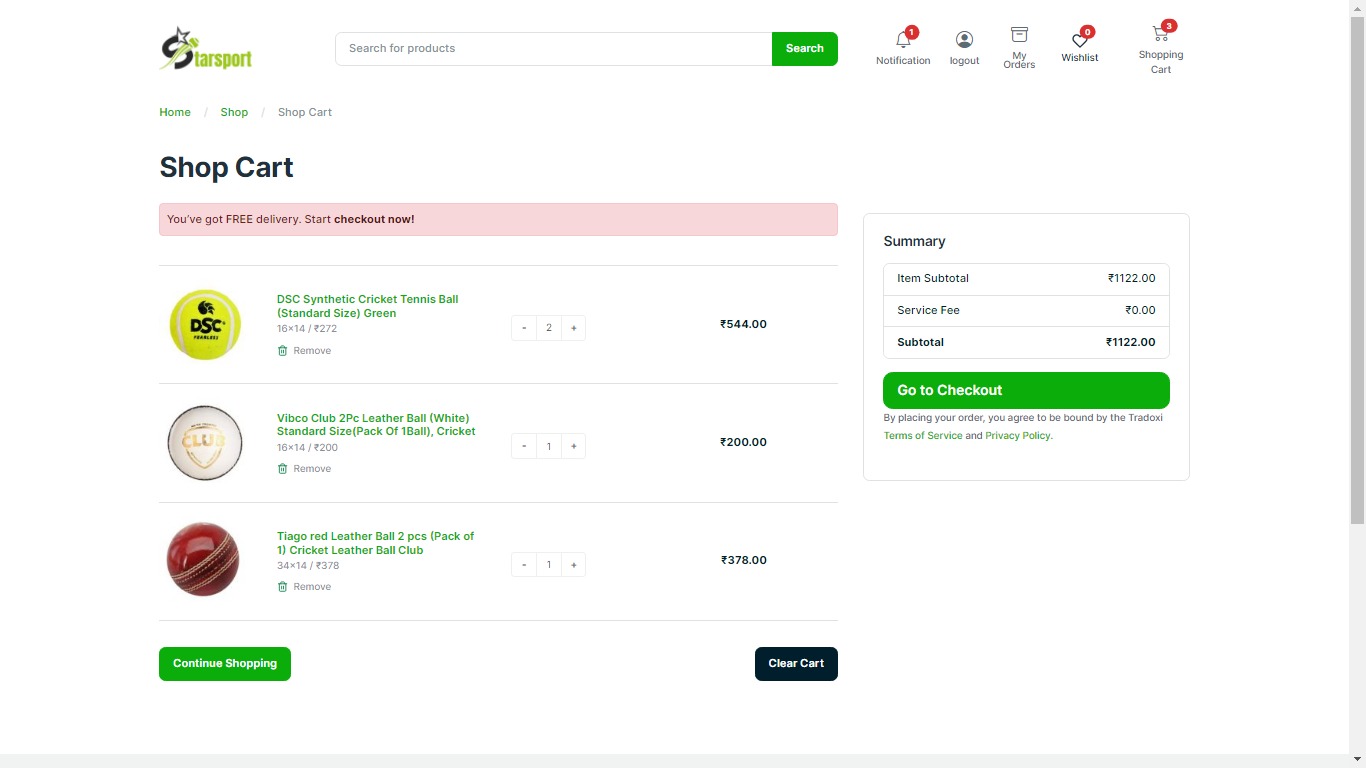 Starsport
Search for products
Search
1
Notification
logout
My
Orders
0
Wishlist
3
Shopping
Cart
Home / Shop / Shop Cart
Shop Cart
You've got FREE delivery. Start checkout now!
DSC
FEARLESS
DSC Synthetic Cricket Tennis Ball
(Standard Size) Green
16x14 / ₹272
Remove
- 2 +
₹544.00
CLUB
Vibco Club 2Pc Leather Ball (White)
Standard Size(Pack Of 1Ball), Cricket
16x14 / ₹200
Remove
- 1 +
₹200.00
Tiago red Leather Ball 2 pcs (Pack of
1) Cricket Leather Ball Club
34x14 / ₹378
Remove
- 1 +
₹378.00
Continue Shopping
Clear Cart
Summary
Item Subtotal ₹1122.00
Service Fee ₹0.00
Subtotal ₹1122.00
Go to Checkout
By placing your order, you agree to be bound by the Tradoxi
Terms of Service and Privacy Policy.